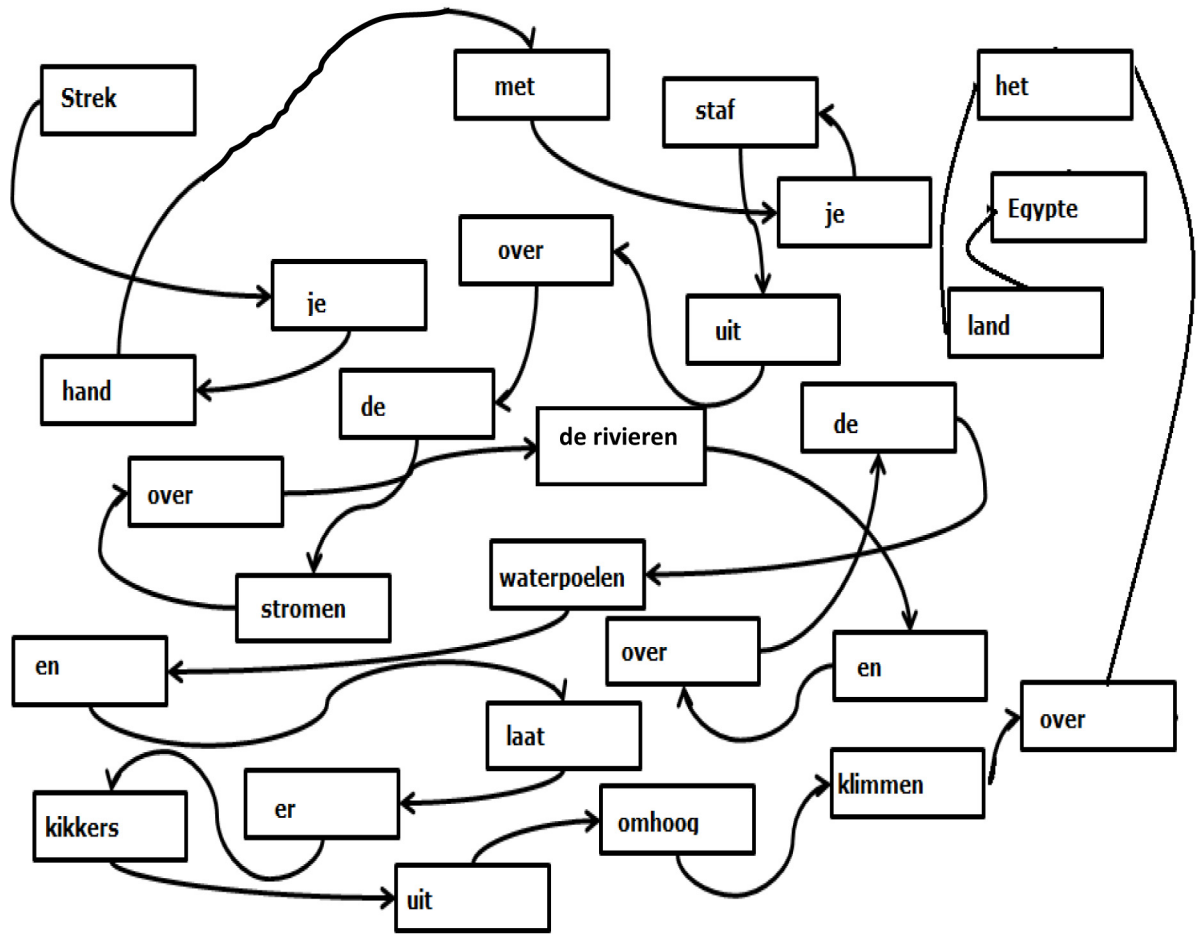 Strek
je
hand
met
je
staf
uit
over
de
stromen
over
de rivieren
en
over
de
waterpoelen
en
laat
er
kikkers
uit
omhoog
klimmen
over
het
land
Egypte